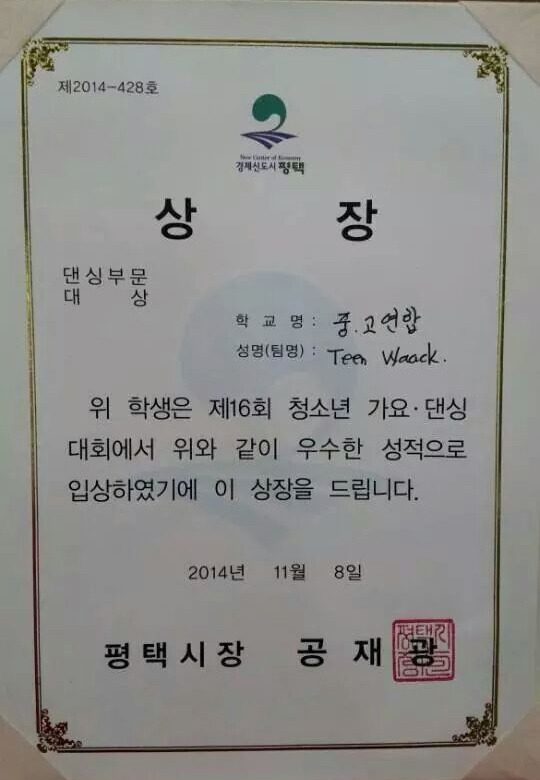 제2014-428호
New Center of Economy
경제신도시 평택
상 장
댄싱부문
대 상
학 교 명 : 중.고연합
성명(팀명) : Teen Waack.
위 학생은 제16회 청소년 가요·댄싱
대회에서 위와 같이 우수한 성적으로
입상하였기에 이 상장을 드립니다.
2014년 11월 8일
평택시장 공 재 광